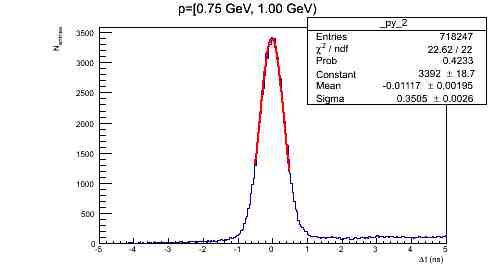 p=[0.75 GeV, 1.00 GeV)
_py_2
Entries 718247
χ² / ndf 22.62 / 22
Prob 0.4233
Constant 3392 ± 18.7
Mean -0.01117 ± 0.00195
Sigma 0.3505 ± 0.0026
N entries
3500
3000
2500
2000
1500
1000
500
0
-5 -4 -3 -2 -1 0 1 2 3 4 5
Δt (ns)